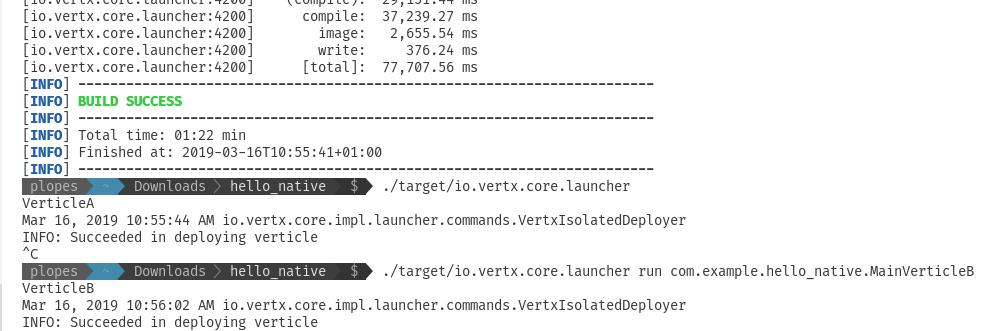 [io.vertx.core.launcher:4200] (compile): 29,151.44 ms
[io.vertx.core.launcher:4200] compile: 37,239.27 ms
[io.vertx.core.launcher:4200] image: 2,655.54 ms
[io.vertx.core.launcher:4200] write: 376.24 ms
[io.vertx.core.launcher:4200] [total]: 77,707.56 ms
[INFO] ------------------------------------------------------------------------
[INFO] BUILD SUCCESS
[INFO] ------------------------------------------------------------------------
[INFO] Total time: 01:22 min
[INFO] Finished at: 2019-03-16T10:55:41+01:00
[INFO] ------------------------------------------------------------------------
plopes ~ Downloads hello_native $ ./target/io.vertx.core.launcher
VerticleA
Mar 16, 2019 10:55:44 AM io.vertx.core.impl.launcher.commands.VertxIsolatedDeployer
INFO: Succeeded in deploying verticle
^C
plopes ~ Downloads hello_native $ ./target/io.vertx.core.launcher run com.example.hello_native.MainVerticleB
VerticleB
Mar 16, 2019 10:56:02 AM io.vertx.core.impl.launcher.commands.VertxIsolatedDeployer
INFO: Succeeded in deploying verticle